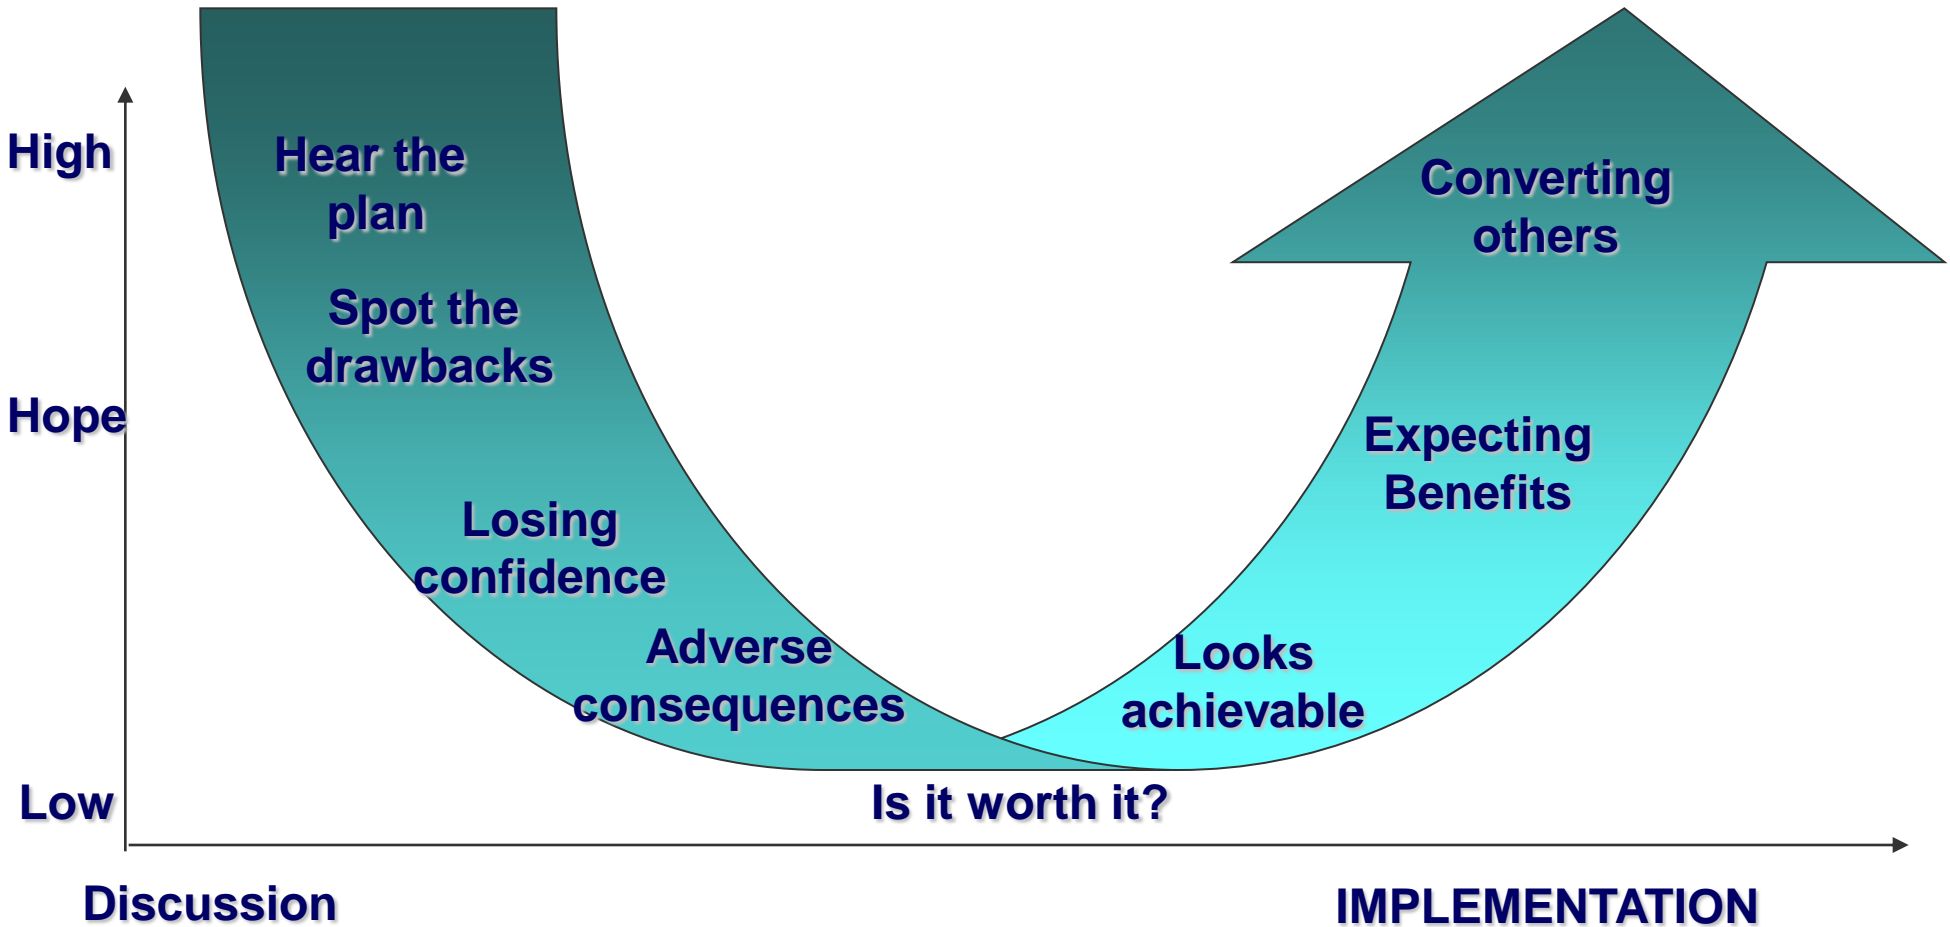 High
Hope
Low
Hear the
plan
Spot the
drawbacks
Losing
confidence
Adverse
consequences
Is it worth it?
Looks
achievable
Expecting
Benefits
Converting
others
Discussion
IMPLEMENTATION